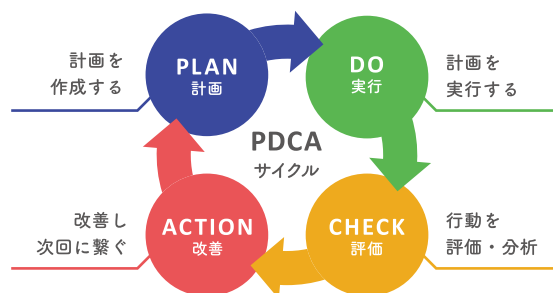 計画を
作成する
PLAN
計画
DO
実行
計画を
実行する
PDCA
サイクル
改善し
次回に繋ぐ
ACTION
改善
CHECK
評価
行動を
評価・分析